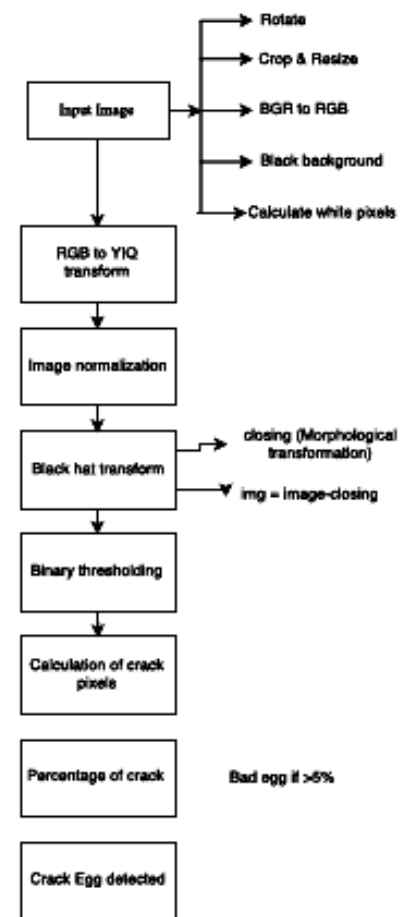 Rotate
Crop & Resize
Input Image
BGR to RGB
Black background
Calculate white pixels
RGB to YIQ
transform
Image normalization
Black hat transform
closing (Morphological
transformation)
img = image-closing
Binary thresholding
Calculation of crack
pixels
Percentage of crack
Bad egg if >5%
Crack Egg detected